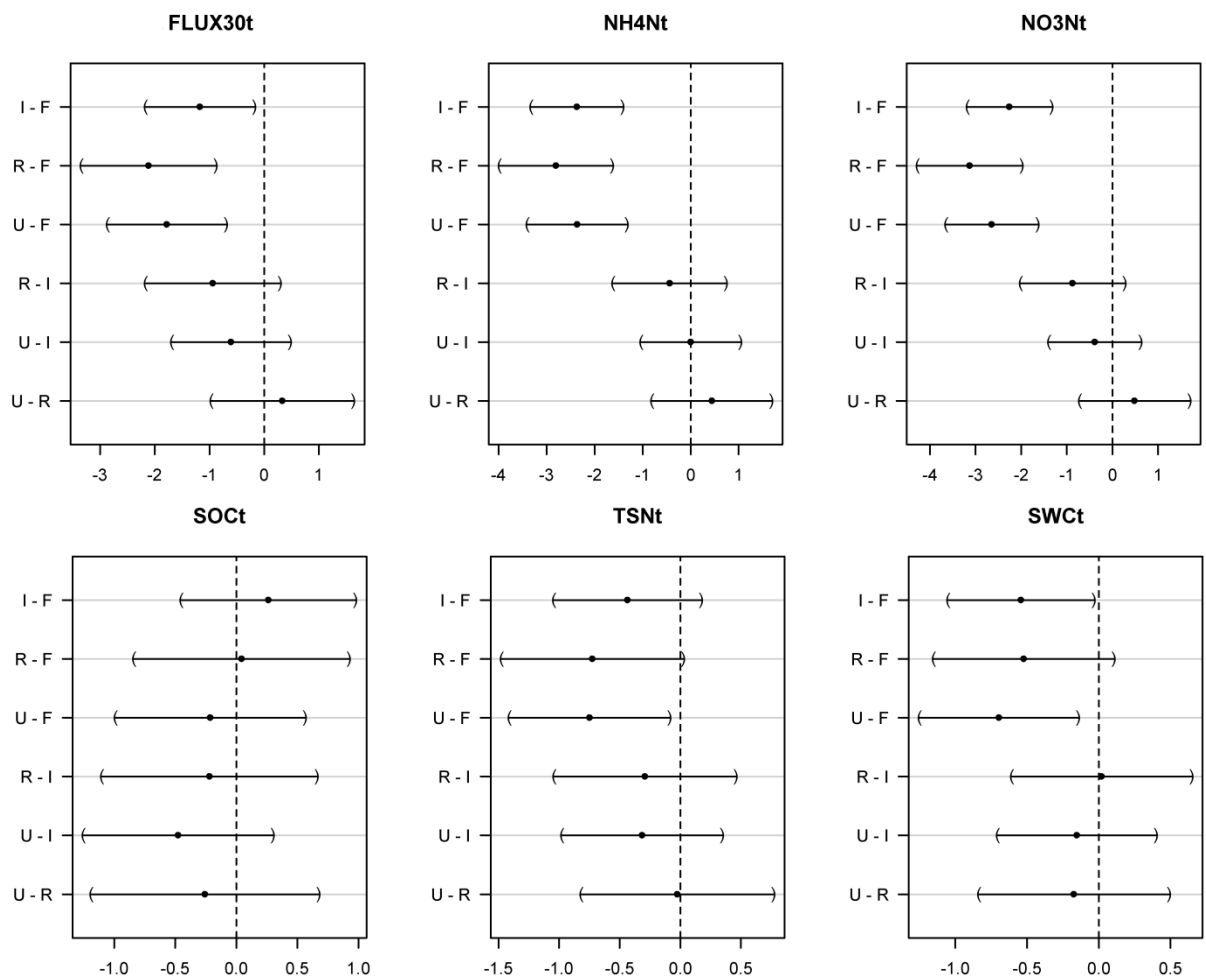 FLUX30t NH4Nt NO3Nt
I - F I - F I - F
R - F R - F R - F
U - F U - F U - F
R - I R - I R - I
U - I U - I U - I
U - R U - R U - R
-3 -2 -1 0 1 -4 -3 -2 -1 0 1 -4 -3 -2 -1 0 1
SOCt TSNt SWCt
I - F I - F I - F
R - F R - F R - F
U - F U - F U - F
R - I R - I R - I
U - I U - I U - I
U - R U - R U - R
-1.0 -0.5 0.0 0.5 1.0 -1.5 -1.0 -0.5 0.0 0.5 -1.0 -0.5 0.0 0.5